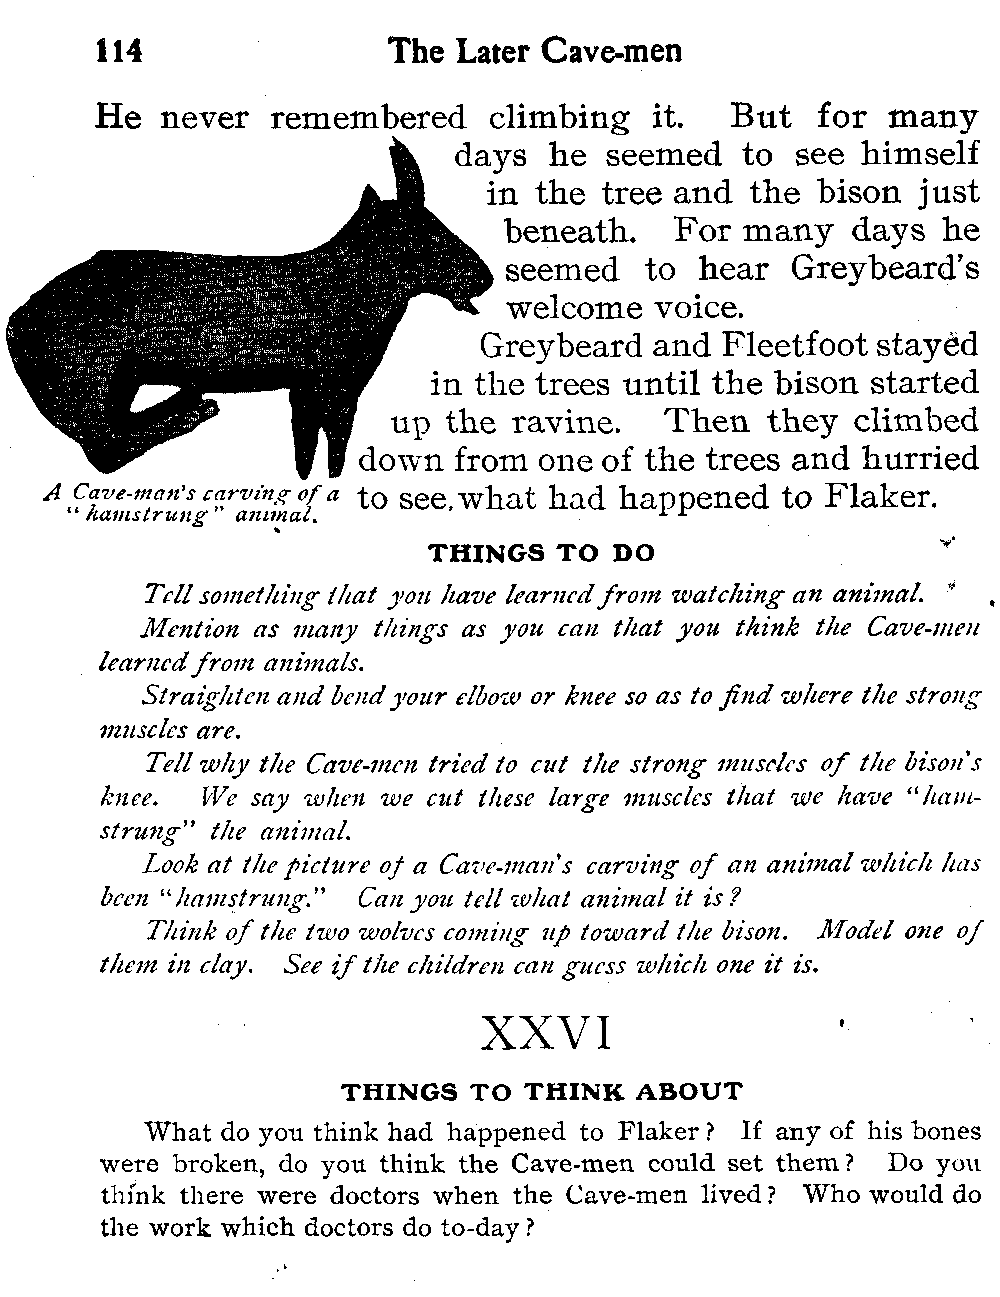 114 The Later Cave-men
He never remembered climbing it. But for many
days he seemed to see himself
in the tree and the bison just
beneath. For many days he
seemed to hear Greybeard's
welcome voice.
Greybeard and Fleetfoot stayed
in the trees until the bison started
up the ravine. Then they climbed
down from one of the trees and hurried
to see what had happened to Flaker.
A Cave-man's carving of a
"hamstrung" animal.
THINGS TO DO
Tell something that you have learned from watching an animal.
Mention as many things as you can that you think the Cave-men
learned from animals.
Straighten and bend your elbow or knee so as to find where the strong
muscles are.
Tell why the Cave-men tried to cut the strong muscles of the bison's
knee. We say when we cut these large muscles that we have "ham-
strung" the animal.
Look at the picture of a Cave-man's carving of an animal which has
been "hamstrung." Can you tell what animal it is?
Think of the two wolves coming up toward the bison. Model one of
them in clay. See if the children can guess which one it is.
XXVI
THINGS TO THINK ABOUT
What do you think had happened to Flaker? If any of his bones
were broken, do you think the Cave-men could set them? Do you
think there were doctors when the Cave-men lived? Who would do
the work which doctors do to-day?